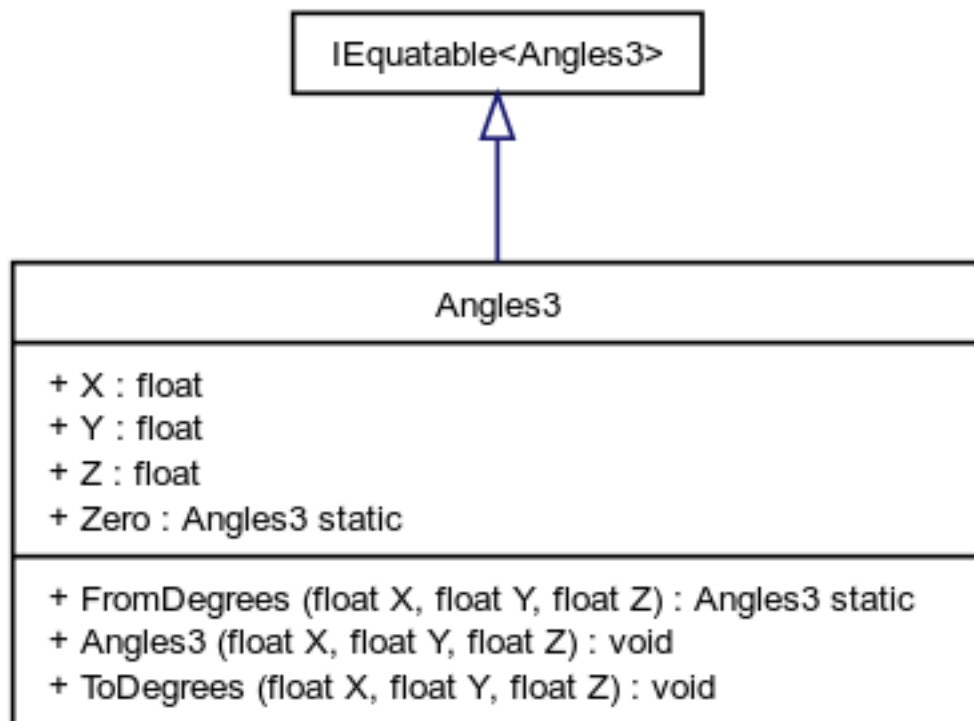 IEquatable<Angles3>
Angles3
+ X : float
+ Y : float
+ Z : float
+ Zero : Angles3 static
+ FromDegrees (float X, float Y, float Z) : Angles3 static
+ Angles3 (float X, float Y, float Z) : void
+ ToDegrees (float X, float Y, float Z) : void